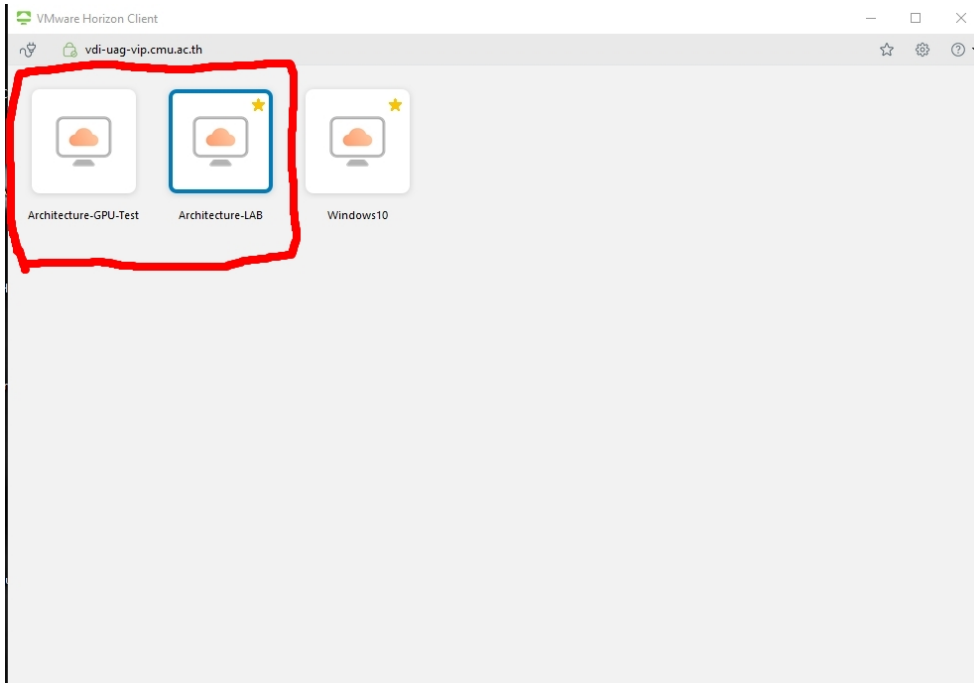 VMware Horizon Client
vdi-uag-vip.cmu.ac.th
Architecture-GPU-Test
Architecture-LAB
Windows10